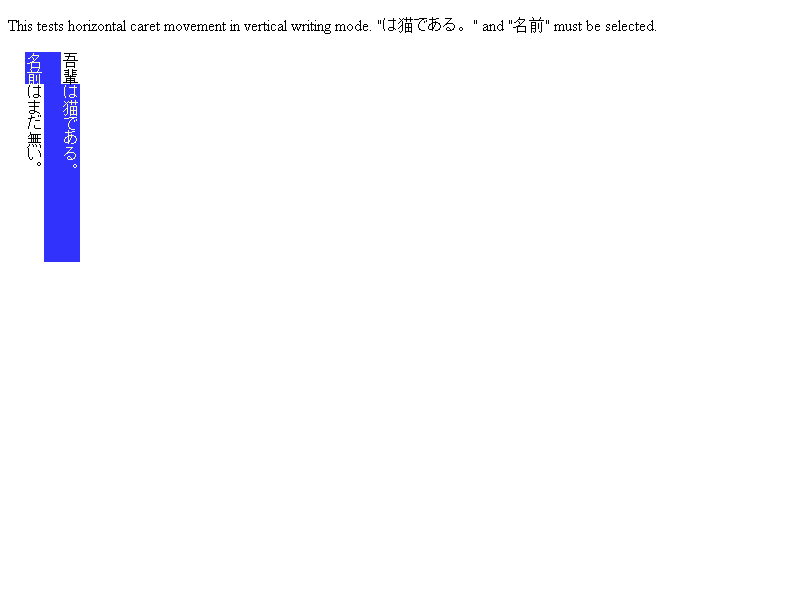 This tests horizontal caret movement in vertical writing mode. "は猫である。" and "名前" must be selected.
吾輩は猫である。
名前はまだ無い。